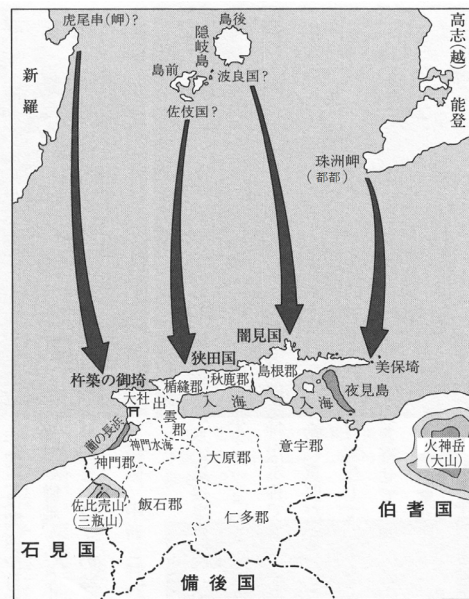 虎尾串(岬)?
新羅
島後
隠岐島
島前
波良国?
佐伎国?
高志(越)
能登
珠洲岬
(都都)
闇見国
狭田国
杵築の御埼
美保埼
島根郡
秋鹿郡
楯縫郡
夜見島
大社
出雲郡
入海
入海
薗の長浜
神門水海
神門郡
大原郡
意宇郡
火神岳
(大山)
佐比売山
(三瓶山)
飯石郡
仁多郡
伯耆国
石見国
備後国